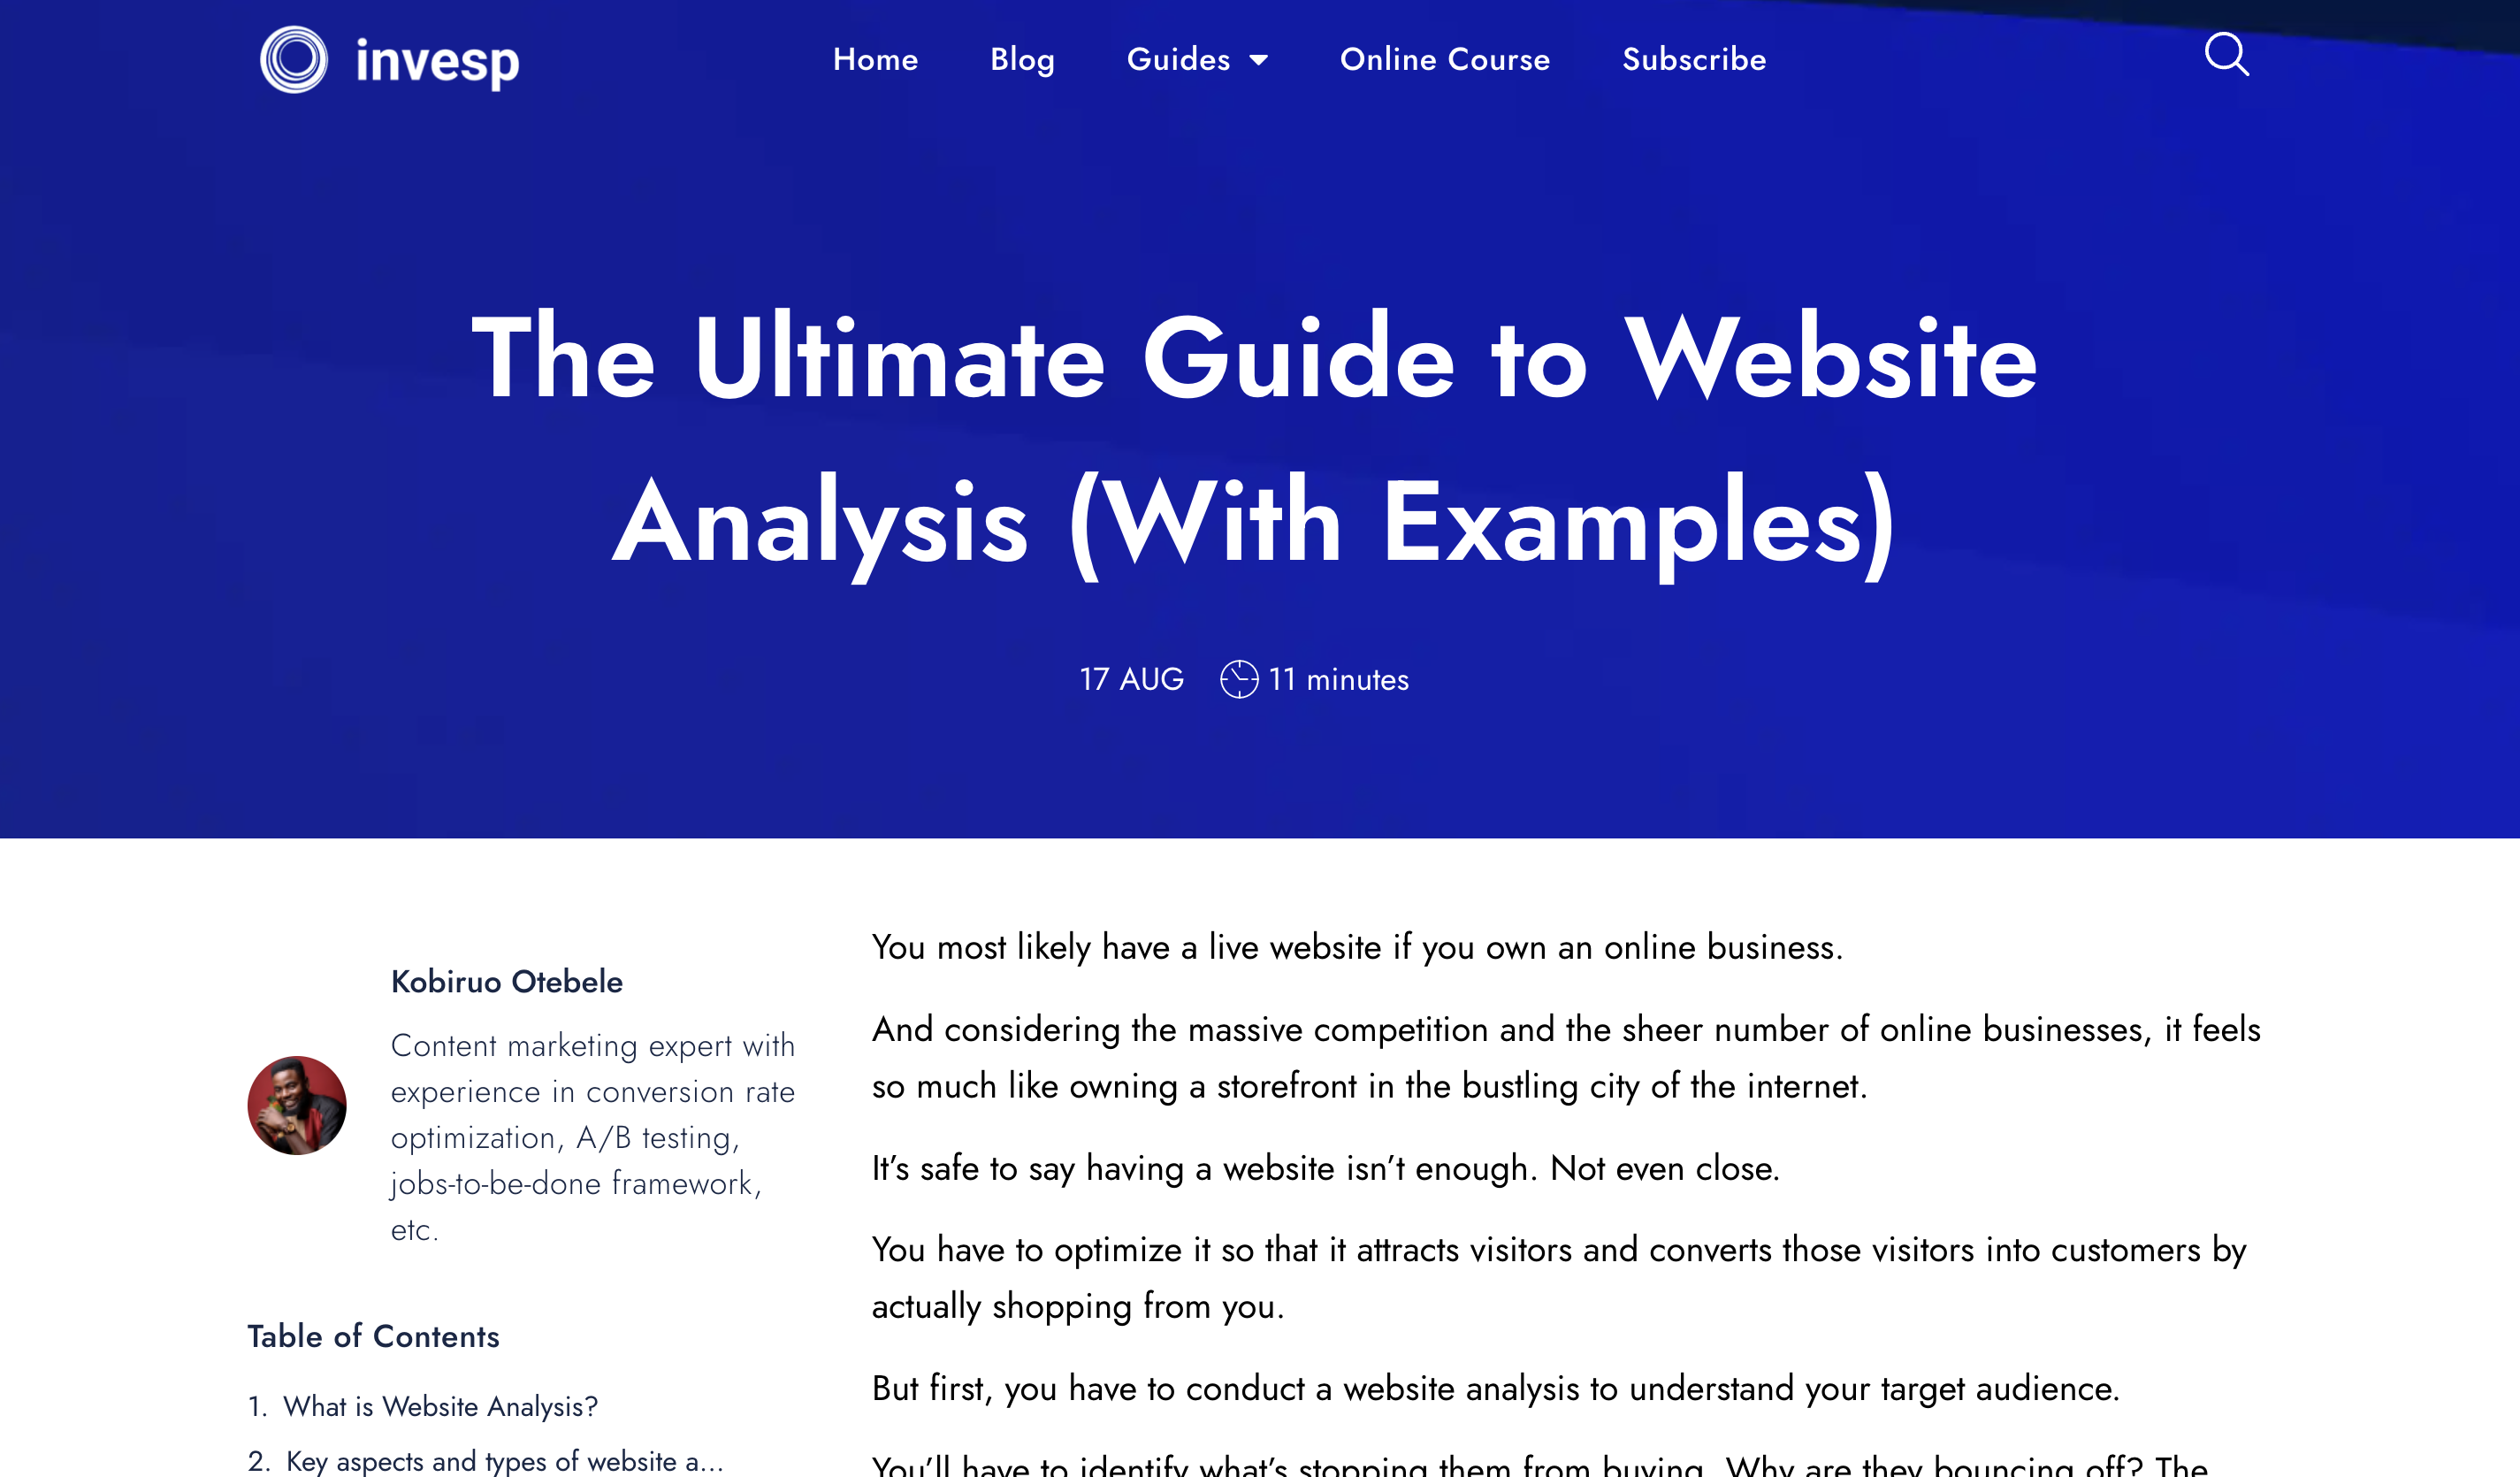 invesp
Home
Blog
Guides
Online Course
Subscribe
The Ultimate Guide to Website
Analysis (With Examples)
17 AUG
11 minutes
Kobiruo Otebele
Content marketing expert with
experience in conversion rate
optimization, A/B testing,
jobs-to-be-done framework,
etc.
Table of Contents
1. What is Website Analysis?
2. Key aspects and types of website a...
You most likely have a live website if you own an online business.
And considering the massive competition and the sheer number of online businesses, it feels
so much like owning a storefront in the bustling city of the internet.
It’s safe to say having a website isn’t enough. Not even close.
You have to optimize it so that it attracts visitors and converts those visitors into customers by
actually shopping from you.
But first, you have to conduct a website analysis to understand your target audience.
You’ll have to identify what’s stopping them from buying. Why are they bouncing off? The